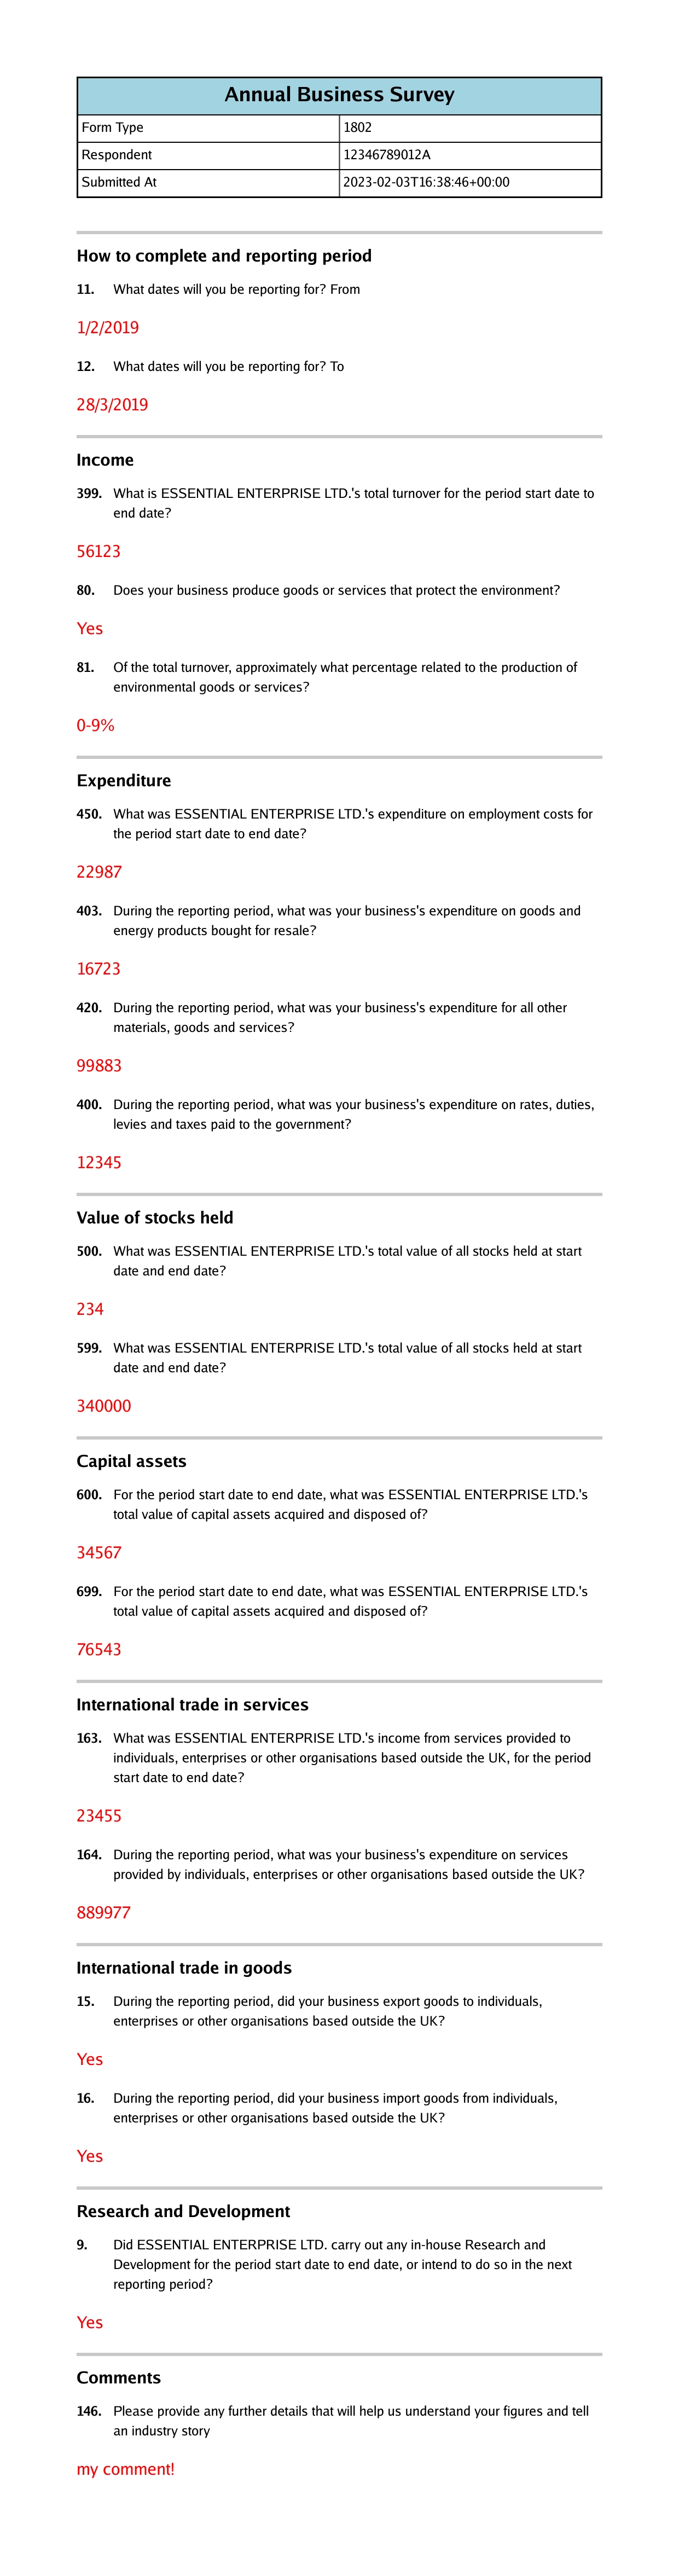 Annual Business Survey
Form Type 1802
Respondent 12346789012A
Submitted At 2023-02-03T16:38:46+00:00
How to complete and reporting period
11. What dates will you be reporting for? From
1/2/2019
12. What dates will you be reporting for? To
28/3/2019
Income
399. What is ESSENTIAL ENTERPRISE LTD.'s total turnover for the period start date to
end date?
56123
80. Does your business produce goods or services that protect the environment?
Yes
81. Of the total turnover, approximately what percentage related to the production of
environmental goods or services?
0-9%
Expenditure
450. What was ESSENTIAL ENTERPRISE LTD.'s expenditure on employment costs for
the period start date to end date?
22987
403. During the reporting period, what was your business's expenditure on goods and
energy products bought for resale?
16723
420. During the reporting period, what was your business's expenditure for all other
materials, goods and services?
99883
400. During the reporting period, what was your business's expenditure on rates, duties,
levies and taxes paid to the government?
12345
Value of stocks held
500. What was ESSENTIAL ENTERPRISE LTD.'s total value of all stocks held at start
date and end date?
234
599. What was ESSENTIAL ENTERPRISE LTD.'s total value of all stocks held at start
date and end date?
340000
Capital assets
600. For the period start date to end date, what was ESSENTIAL ENTERPRISE LTD.'s
total value of capital assets acquired and disposed of?
34567
699. For the period start date to end date, what was ESSENTIAL ENTERPRISE LTD.'s
total value of capital assets acquired and disposed of?
76543
International trade in services
163. What was ESSENTIAL ENTERPRISE LTD.'s income from services provided to
individuals, enterprises or other organisations based outside the UK, for the period
start date to end date?
23455
164. During the reporting period, what was your business's expenditure on services
provided by individuals, enterprises or other organisations based outside the UK?
889977
International trade in goods
15. During the reporting period, did your business export goods to individuals,
enterprises or other organisations based outside the UK?
Yes
16. During the reporting period, did your business import goods from individuals,
enterprises or other organisations based outside the UK?
Yes
Research and Development
9. Did ESSENTIAL ENTERPRISE LTD. carry out any in-house Research and
Development for the period start date to end date, or intend to do so in the next
reporting period?
Yes
Comments
146. Please provide any further details that will help us understand your figures and tell
an industry story
my comment!